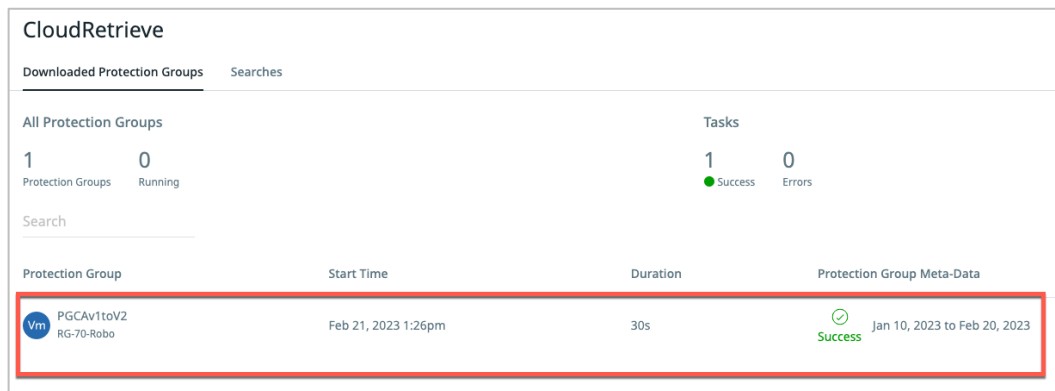 CloudRetrieve
Downloaded Protection Groups Searches
All Protection Groups Tasks
1 0 1 0
Protection Groups Running Success Errors
Search
Protection Group Start Time Duration Protection Group Meta-Data
Vm PGCAv1toV2 Feb 21, 2023 1:26pm 30s Jan 10, 2023 to Feb 20, 2023
RG-70-Robo Success